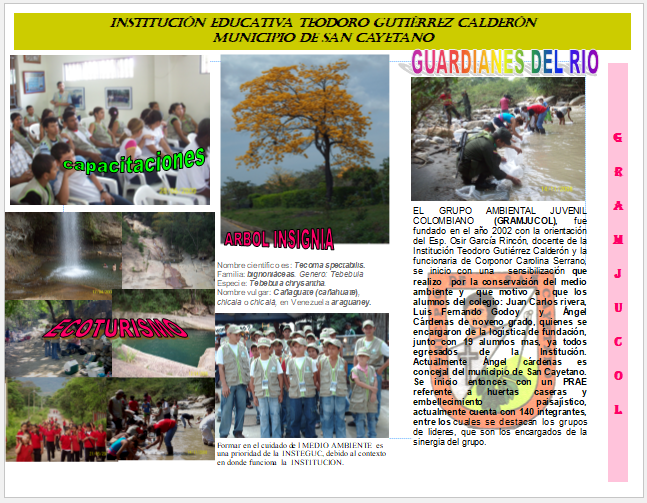 INSTITUCIÓN EDUCATIVA TEODORO GUTIÉRREZ CALDERÓN
MUNICIPIO DE SAN CAYETANO
capacitaciones
ECOTURISMO
ARBOL INSIGNIA
Nombre científico es: Tecoma spectabilis.
Familia: bignoniáceas. Género: Tebebula
Especie: Tebebula chrysantha.
Nombre vulgar: Cañaguate (cañahuate),
chicalá o chicalá, en Venezuela araguaney.
Formar en el cuidado de l MEDIO AMBIENTE es
una prioridad de la INSTEGUC, debido al contexto
en donde funciona la INSTITUCION.
GUARDIANES DEL RIO
EL GRUPO AMBIENTAL JUVENIL
COLOMBIANO (GRAMJUCOL), fue
fundado en el año 2002 con la orientación
del Esp. Osir García Rincón, docente de la
Institución Teodoro Gutiérrez Calderón y la
funcionaria de Corponor Carolina Serrano,
se inicio con una sensibilización que
realizo por la conservación del medio
ambiente y que motivo a que los
alumnos del colegio: Juan Carlos rivera,
Luis Fernando Godoy y Ángel
Cárdenas de noveno grado, quienes se
encargaron de la logística de fundación,
junto con 19 alumnos mas, ya todos
egresados de la Institución.
Actualmente Ángel cárdenas es
concejal del municipio de San Cayetano.
Se inicio entonces con un PRAE
referente a huertas caseras y
embellecimiento paisajístico,
actualmente cuenta con 140 integrantes,
entre los cuales se destacan los grupos
de lideres, que son los encargados de la
sinergia del grupo.
G
R
A
M
J
U
C
O
L